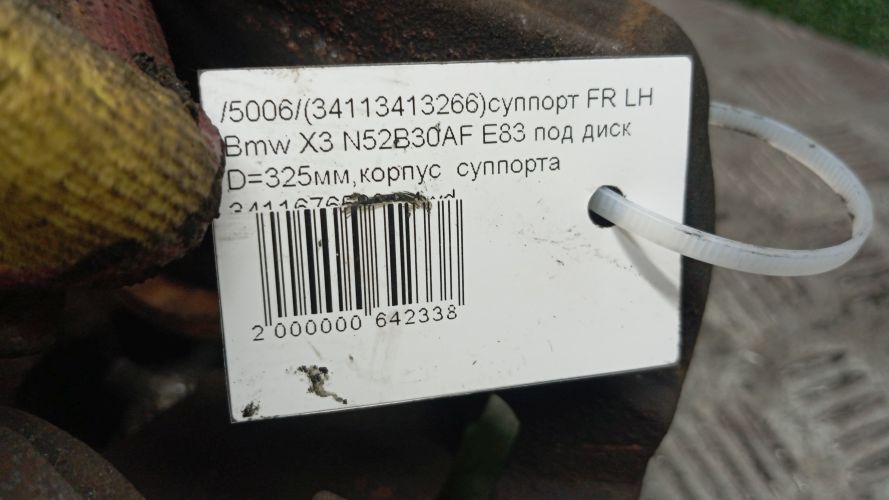 /5006/(34113413266)суппорт FR LH
Bmw X3 N52B30AF E83 под диск
D=325мм,корпус суппорта
2 000000 642338